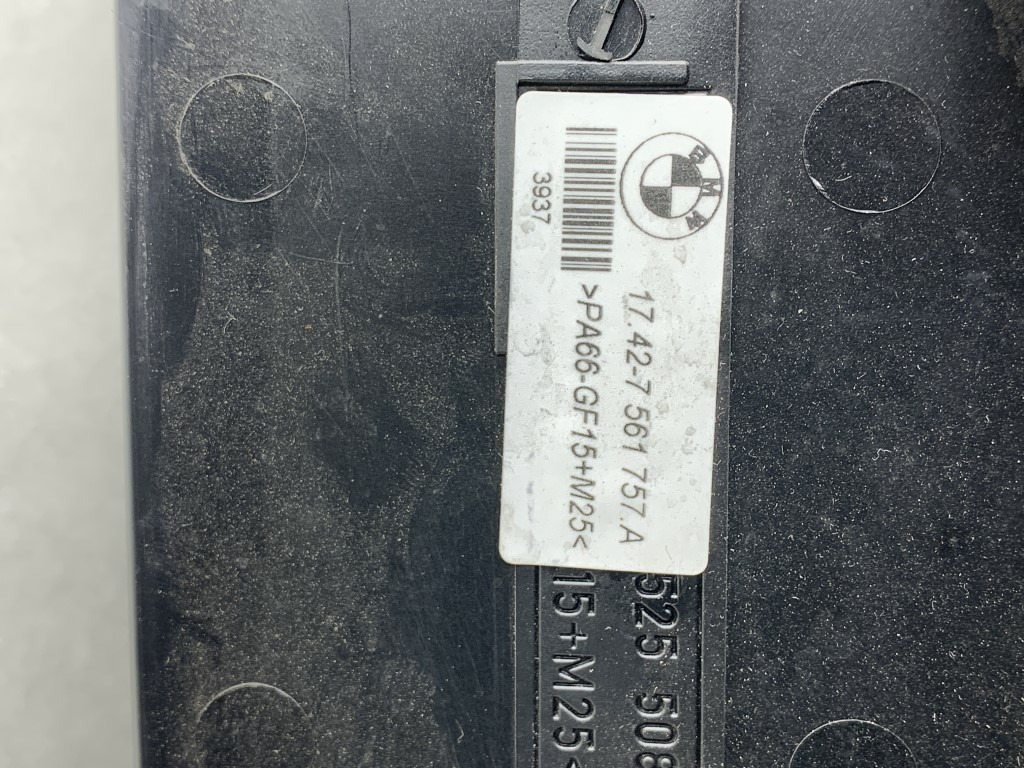 BMW
17.42-7 561 757.A
>PA66-GF15+M25<
3937
525 508
15+M25<